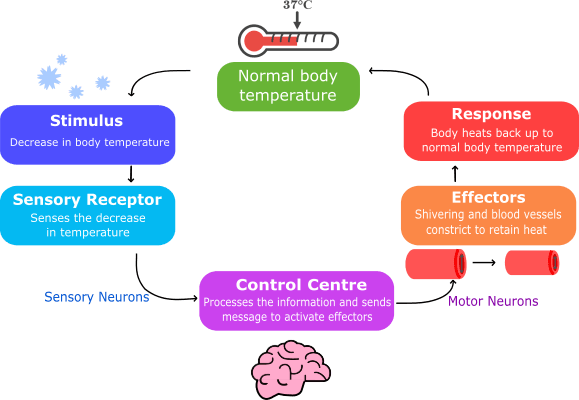 37°C
Normal body
temperature
Stimulus
Decrease in body temperature
Sensory Receptor
Senses the decrease
in temperature
Sensory Neurons
Control Centre
Processes the information and sends
message to activate effectors
Motor Neurons
Effectors
Shivering and blood vessels
constrict to retain heat
Response
Body heats back up to
normal body temperature